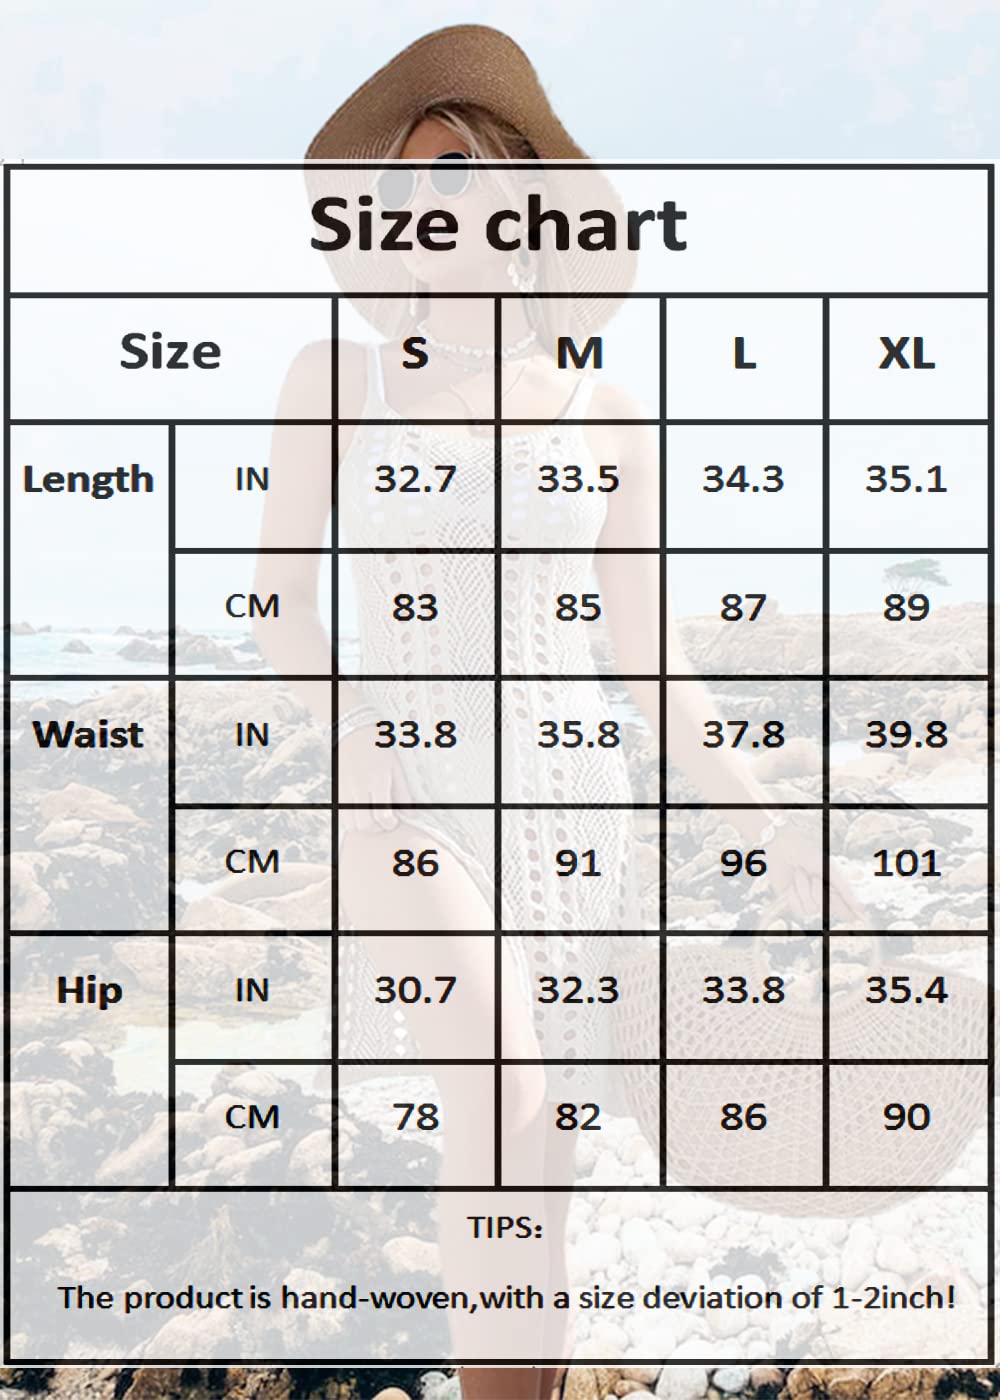 Size chart
Size S M L XL
Length IN 32.7 33.5 34.3 35.1
CM 83 85 87 89
Waist IN 33.8 35.8 37.8 39.8
CM 86 91 96 101
Hip IN 30.7 32.3 33.8 35.4
CM 78 82 86 90
TIPS:
The product is hand-woven,with a size deviation of 1-2inch!